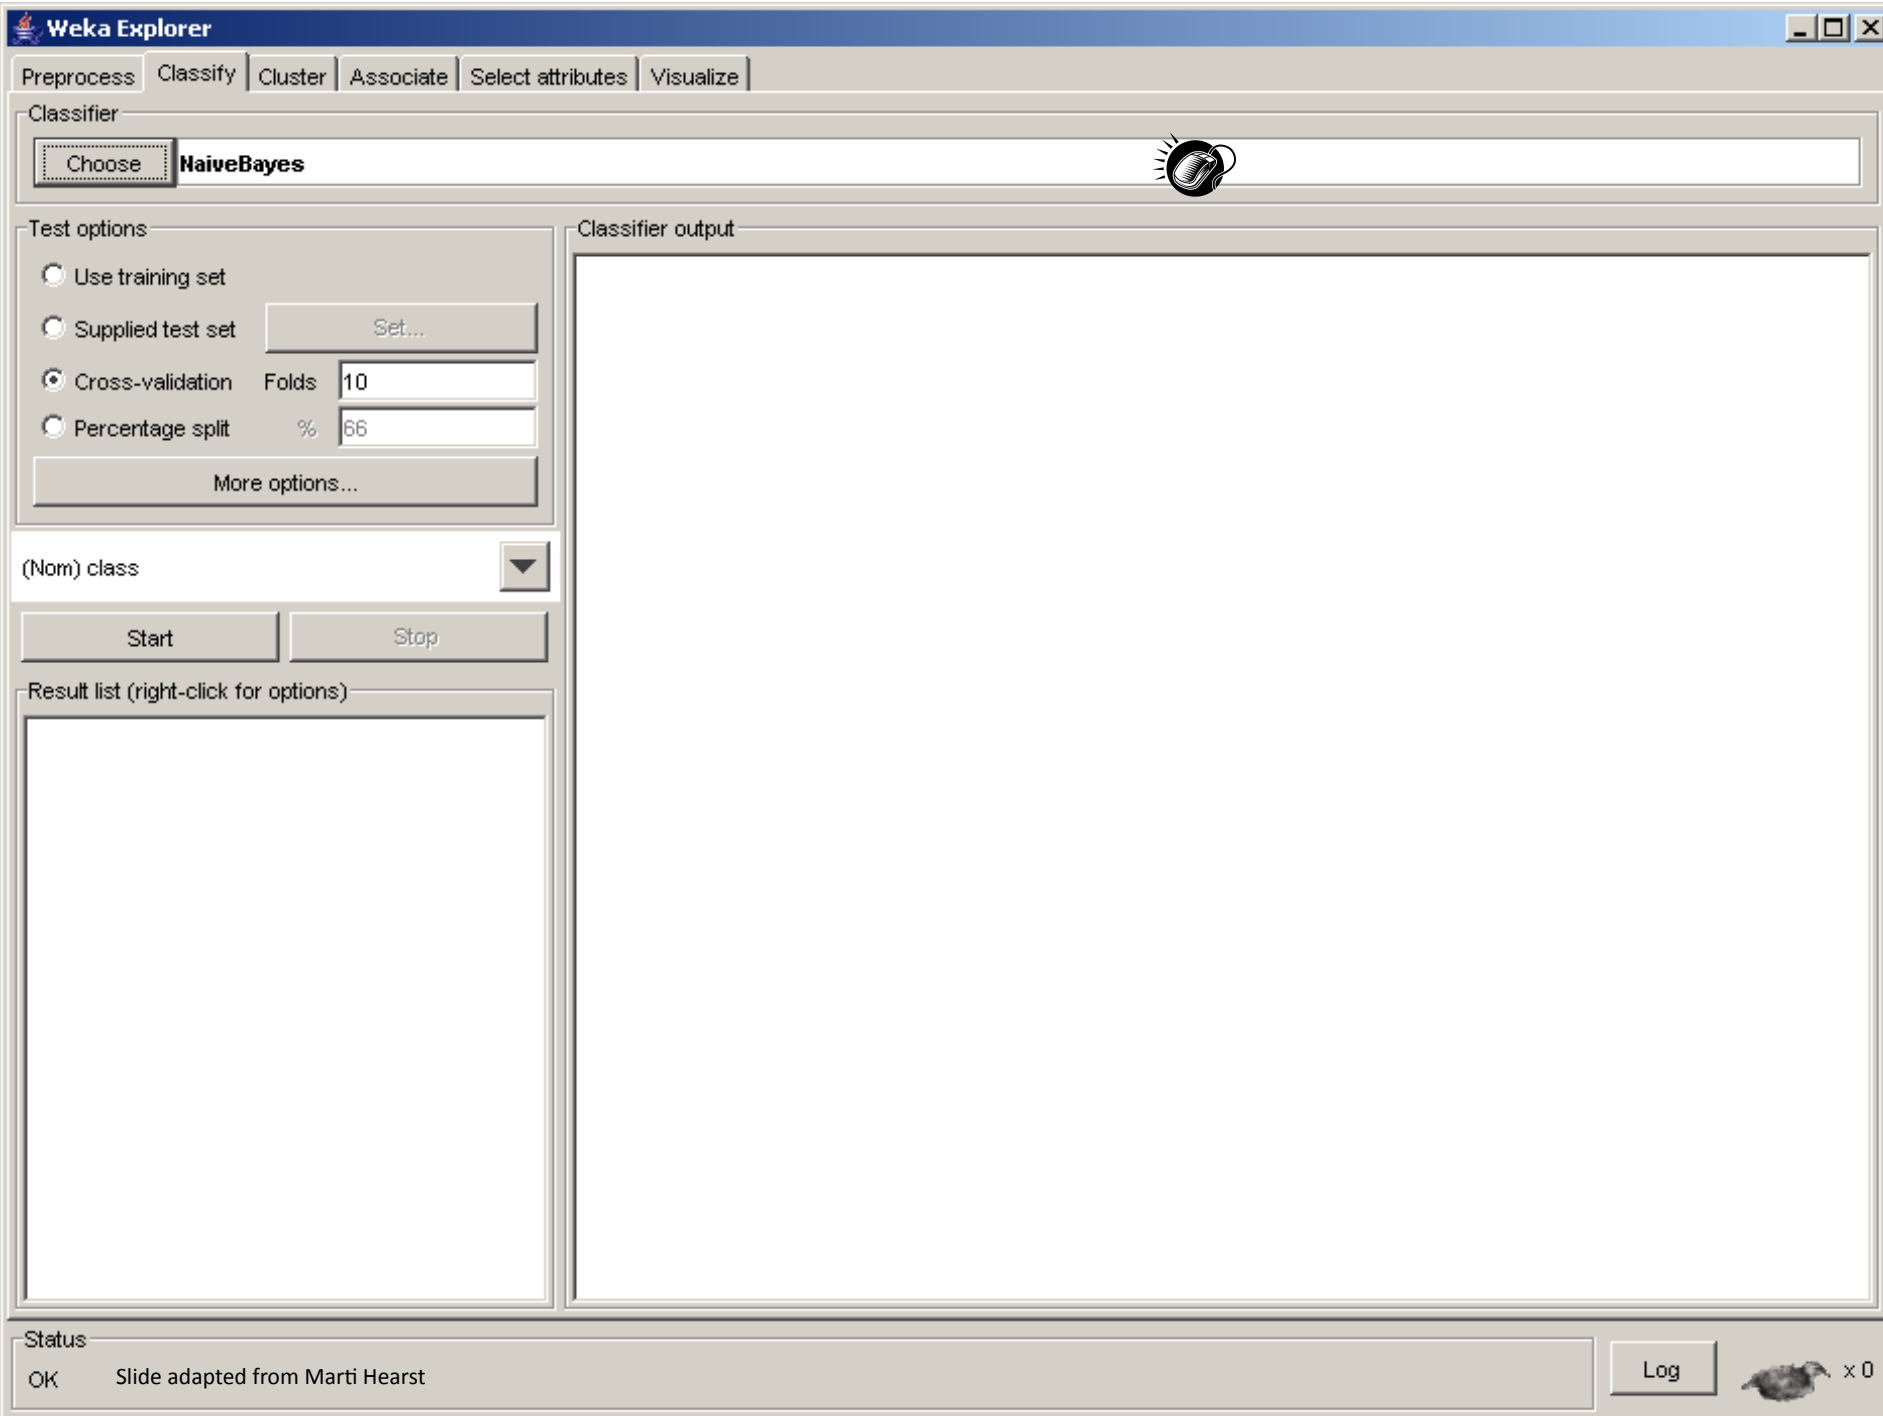 Weka Explorer
Preprocess Classify Cluster Associate Select attributes Visualize
Classifier
Choose NaiveBayes
Test options
Use training set
Supplied test set Set...
Cross-validation Folds 10
Percentage split % 66
More options...
(Nom) class
Start Stop
Result list (right-click for options)
Classifier output
Status
OK Slide adapted from Marti Hearst
Log x 0